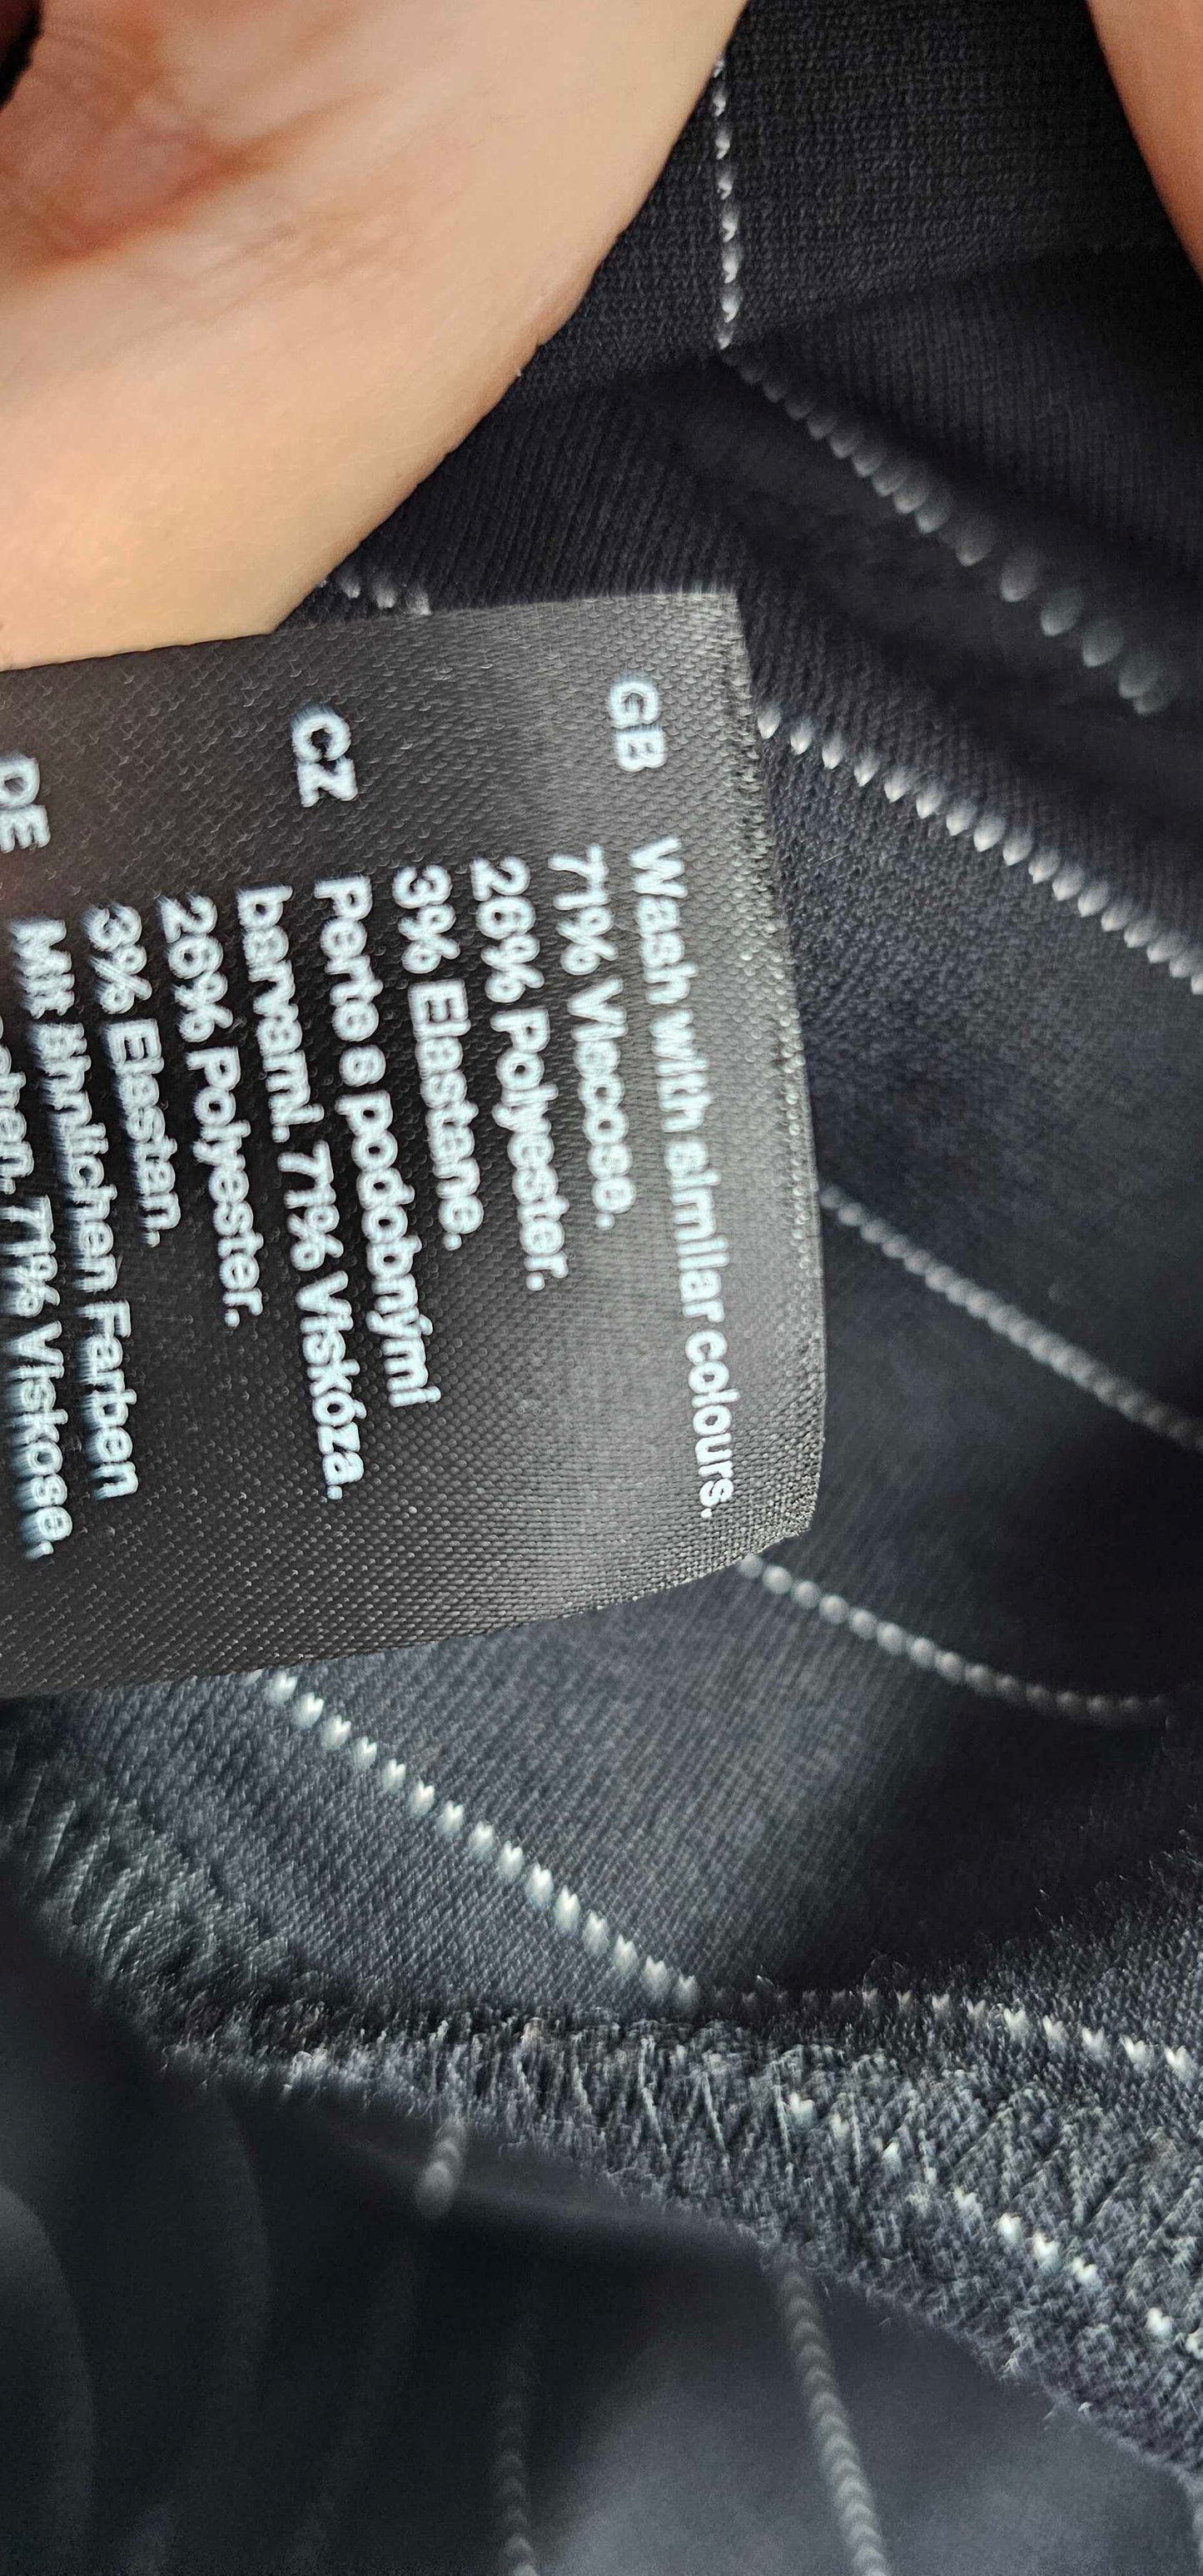 GB Wash with similar colours.
71% Viscose.
26% Polyester.
3% Elastane.
CZ Perte s podobnými
barvami. 71% Viskóza.
26% Polyester.
3% Elastan.
DE Mit ähnlichen Farben
71% Viskose.